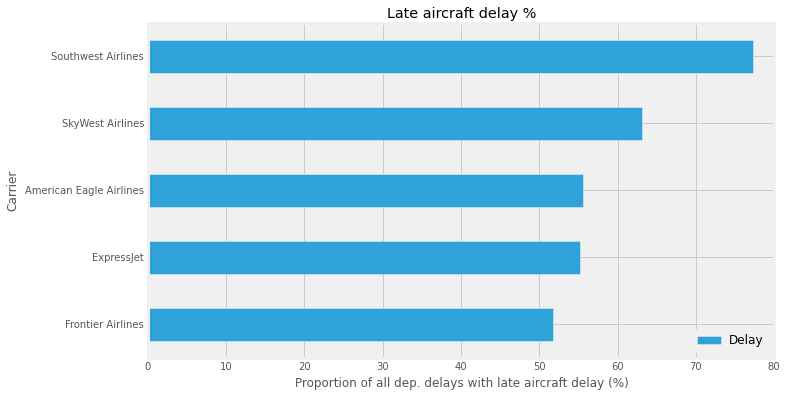 Late aircraft delay %
Southwest Airlines
SkyWest Airlines
American Eagle Airlines
ExpressJet
Frontier Airlines
Carrier
Delay
0 10 20 30 40 50 60 70 80
Proportion of all dep. delays with late aircraft delay (%)